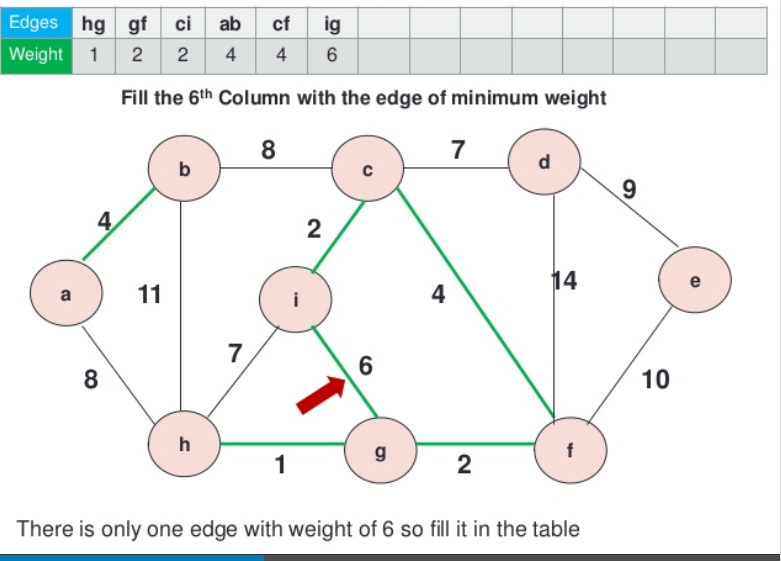 Edges hg gf ci ab cf ig
Weight 1 2 2 4 4 6
Fill the 6th Column with the edge of minimum weight
8 7
b c d
9
4 2
a 11 i 4 14 e
7 6
8 10
h g f
1 2
There is only one edge with weight of 6 so fill it in the table